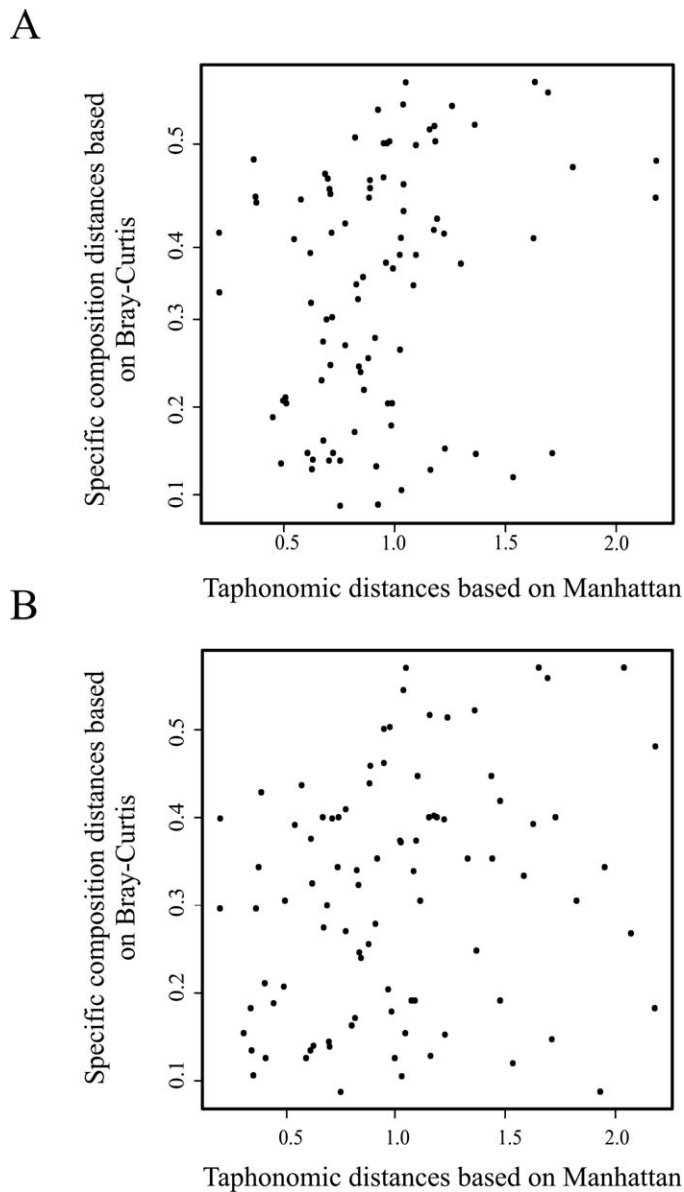 A
Specific composition distances based
on Bray-Curtis
0.5
0.4
0.3
0.2
0.1
0.5 1.0 1.5 2.0
Taphonomic distances based on Manhattan
B
Specific composition distances based
on Bray-Curtis
0.5
0.4
0.3
0.2
0.1
0.5 1.0 1.5 2.0
Taphonomic distances based on Manhattan